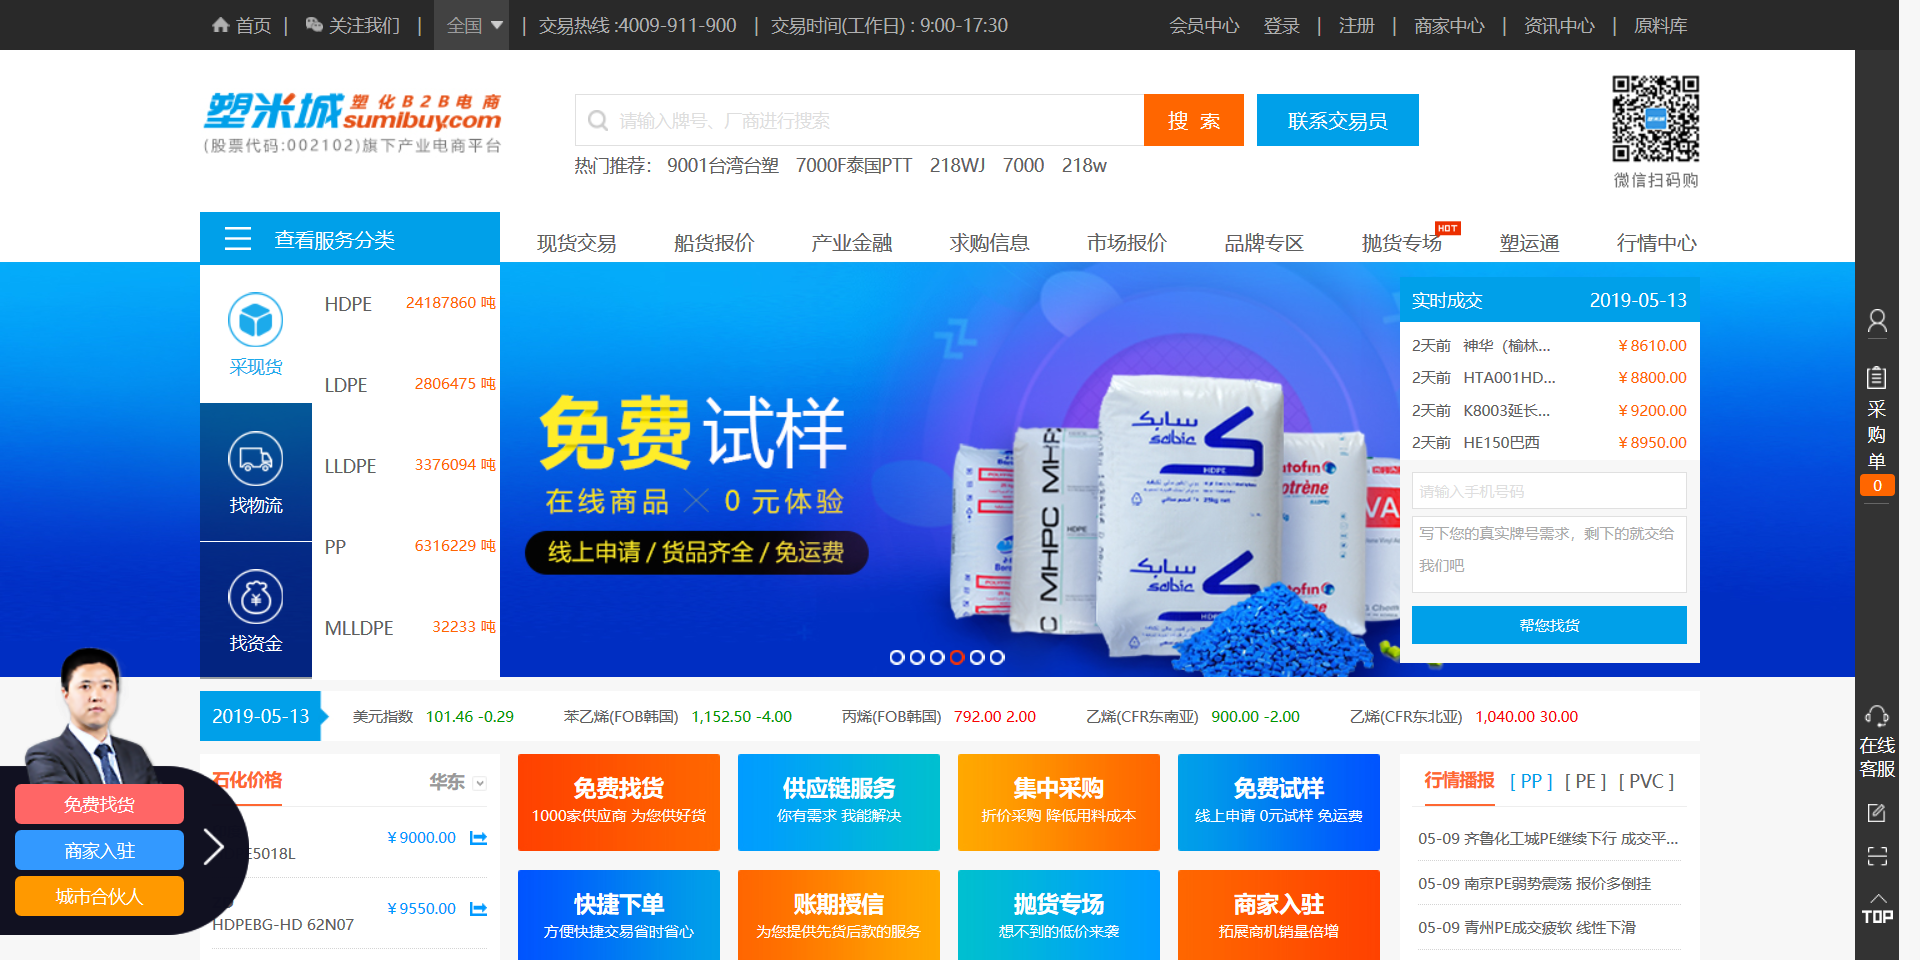 首页 | 关注我们 | 全国 | 交易热线:4009-911-900 | 交易时间(工作日) : 9:00-17:30
会员中心 登录 | 注册 | 商家中心 | 资讯中心 | 原料库
塑米城 塑化B2B电商
sumibuy.com
(股票代码:002102)旗下产业电商平台
请输入牌号、厂商进行搜索
搜 索
联系交易员
热门推荐： 9001台湾台塑 7000F泰国PTT 218WJ 7000 218w
微信扫码购
查看服务分类
现货交易 船货报价 产业金融 求购信息 市场报价 品牌专区 抛货专场 HOT 塑运通 行情中心
采现货
找物流
找资金
HDPE 24187860 吨
LDPE 2806475 吨
LLDPE 3376094 吨
PP 6316229 吨
MLLDPE 32233 吨
免费试样
在线商品 × 0 元体验
线上申请 / 货品齐全 / 免运费
سابك
sabic
HDPE
MHPC MHP
سابك
sabic
HDPE
实时成交 2019-05-13
2天前 神华（榆林... ￥8610.00
2天前 HTA001HD... ￥8800.00
2天前 K8003延长... ￥9200.00
2天前 HE150巴西 ￥8950.00
请输入手机号码
写下您的真实牌号需求，剩下的就交给
我们吧
帮您找货
采
购
单
0
在线
客服
TOP
2019-05-13 美元指数 101.46 -0.29 苯乙烯(FOB韩国) 1,152.50 -4.00 丙烯(FOB韩国) 792.00 2.00 乙烯(CFR东南亚) 900.00 -2.00 乙烯(CFR东北亚) 1,040.00 30.00
石化价格 华东
￥9000.00
5018L
￥9550.00
HDPEBG-HD 62N07
免费找货
商家入驻
城市合伙人
免费找货
1000家供应商 为您供好货
供应链服务
你有需求 我能解决
集中采购
折价采购 降低用料成本
免费试样
线上申请 0元试样 免运费
快捷下单
方便快捷交易省时省心
账期授信
为您提供先货后款的服务
抛货专场
想不到的低价来袭
商家入驻
拓展商机销量倍增
行情播报 [ PP ] [ PE ] [ PVC ]
05-09 齐鲁化工城PE继续下行 成交平...
05-09 南京PE弱势震荡 报价多倒挂
05-09 青州PE成交疲软 线性下滑